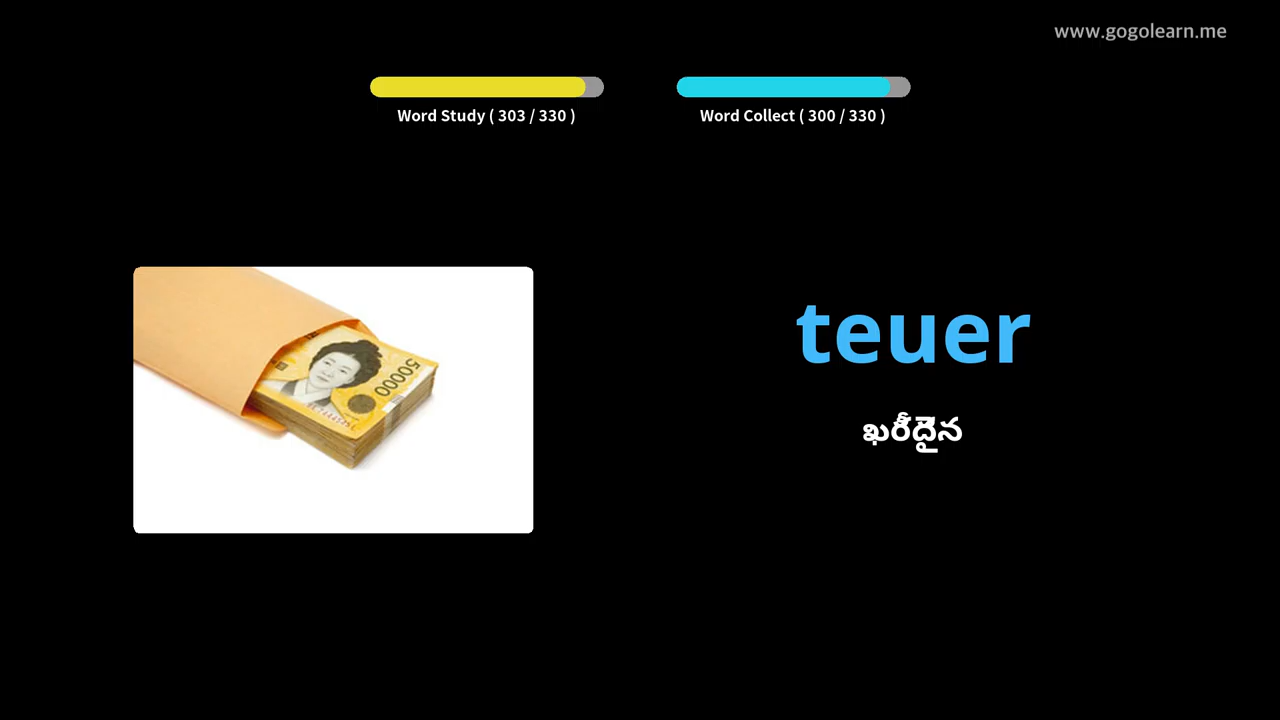 www.gogolearn.me
Word Study ( 303 / 330 )
Word Collect ( 300 / 330 )
50000
teuer
ఖరీదైన